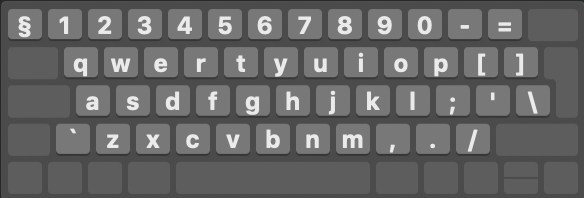 § 1 2 3 4 5 6 7 8 9 0 - =
q w e r t y u i o p [ ]
a s d f g h j k l ; ' \
` z x c v b n m , . /